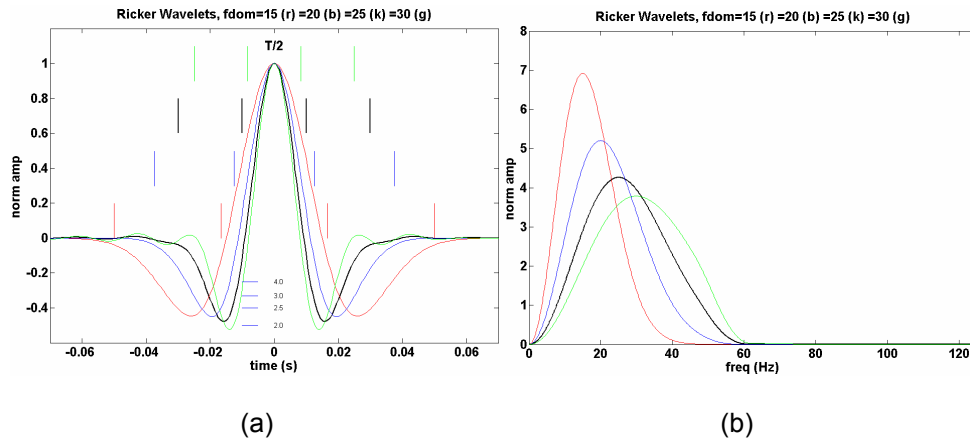 Ricker Wavelets, fdom=15 (r) =20 (b) =25 (k) =30 (g)
T/2
norm amp
1
0.8
0.6
0.4
0.2
0
-0.2
-0.4
4.0
3.0
2.5
2.0
-0.06 -0.04 -0.02 0 0.02 0.04 0.06
time (s)
(a)
Ricker Wavelets, fdom=15 (r) =20 (b) =25 (k) =30 (g)
norm amp
8
7
6
5
4
3
2
1
0
0 20 40 60 80 100 120
freq (Hz)
(b)